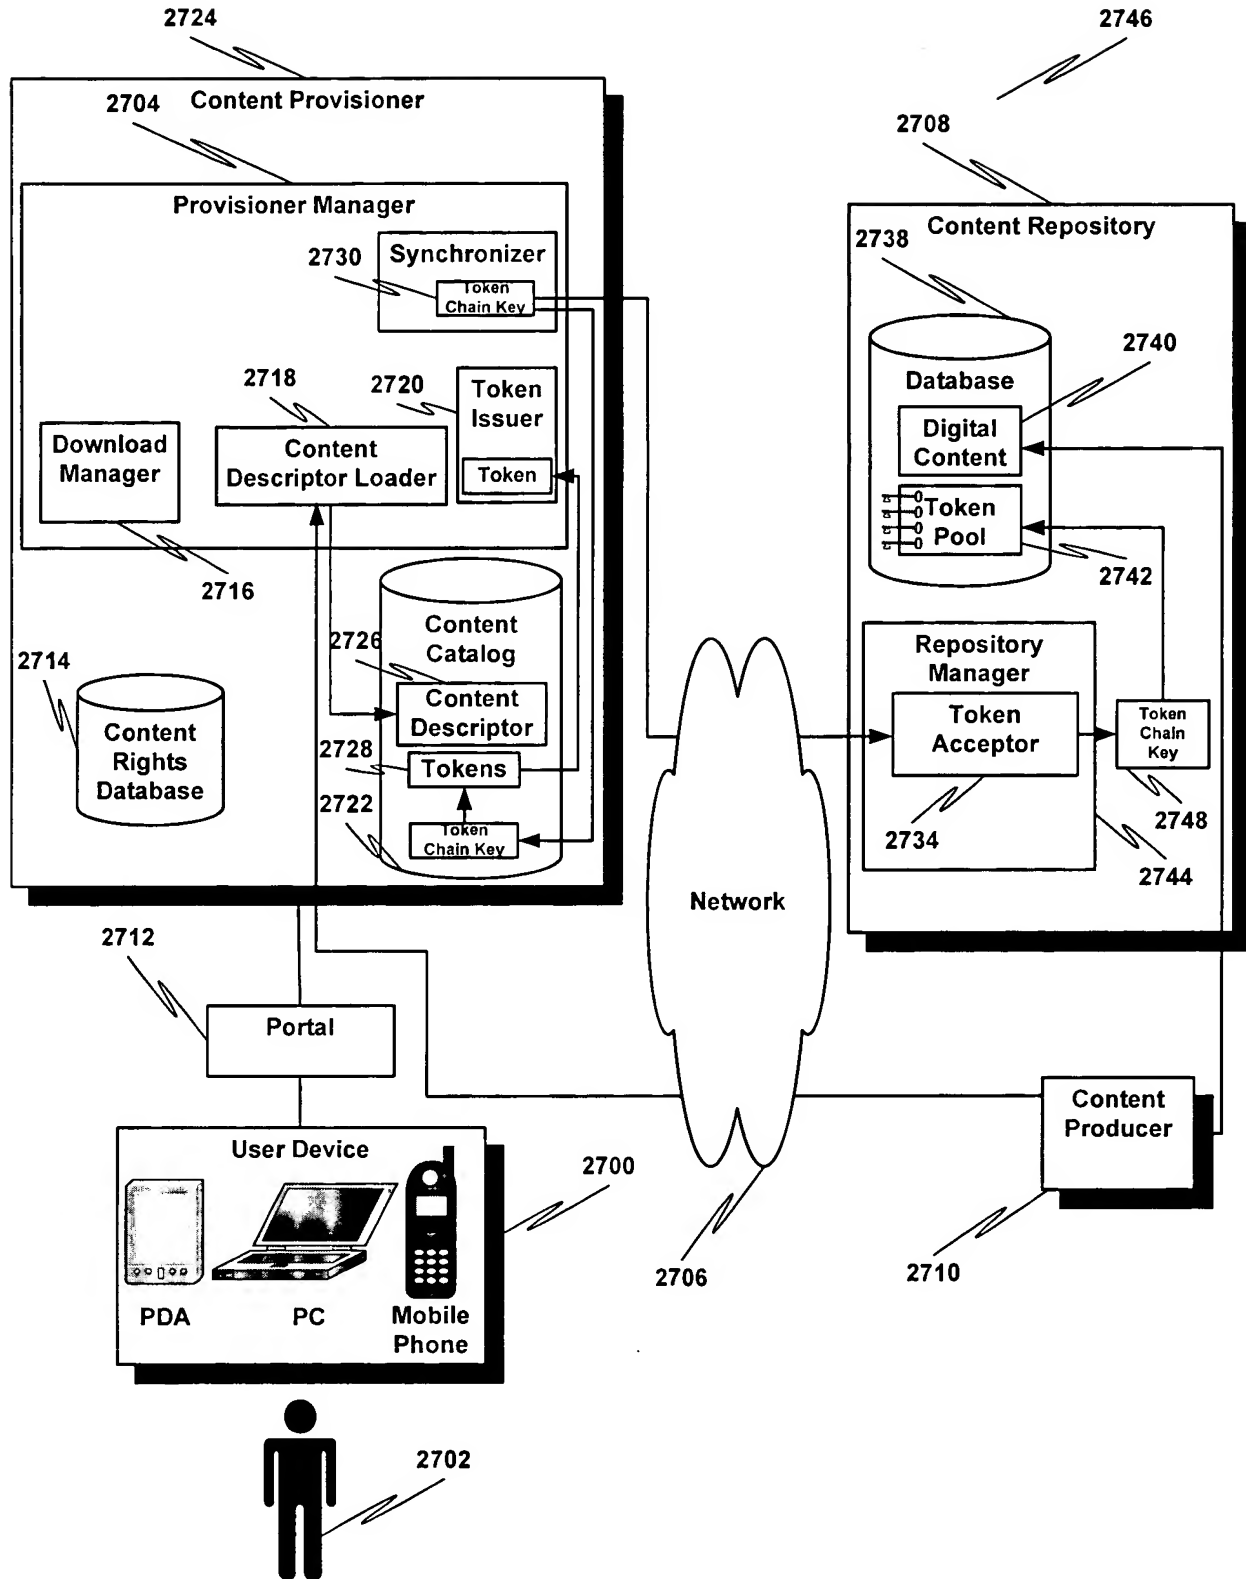 2724
2746
2704
Content Provisioner
2708
Provisioner Manager
Content Repository
2738
2730
Synchronizer
Token
Chain Key
2740
2718
2720
Token
Issuer
Database
Download
Manager
Content
Descriptor Loader
Token
Digital
Content
Token
Pool
2716
2742
Content
Catalog
2726
2714
Repository
Manager
Content
Descriptor
Content
Rights
Database
Token
Acceptor
Token
Chain
Key
2728
Tokens
2722
Token
Chain Key
2734
2748
2744
Network
2712
Portal
Content
Producer
User Device
2700
2706
2710
PDA
PC
Mobile
Phone
2702